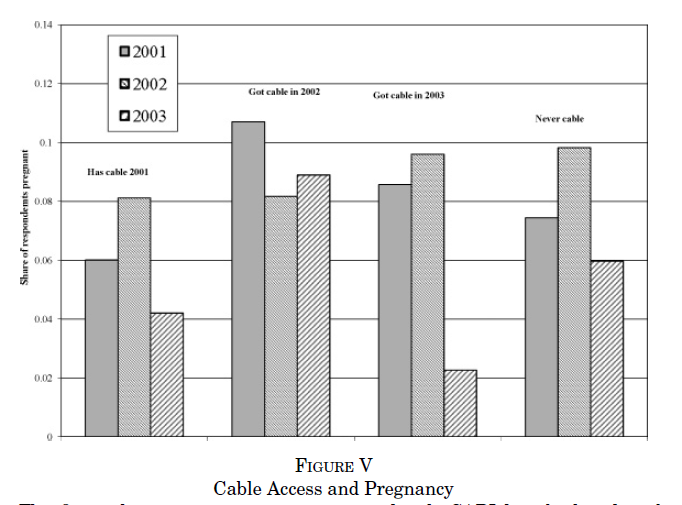 0.14
0.12
0.1
0.08
0.06
0.04
0.02
0
Share of respondemts pregnant
2001
2002
2003
Has cable 2001
Got cable in 2002
Got cable in 2003
Never cable
FIGURE V
Cable Access and Pregnancy